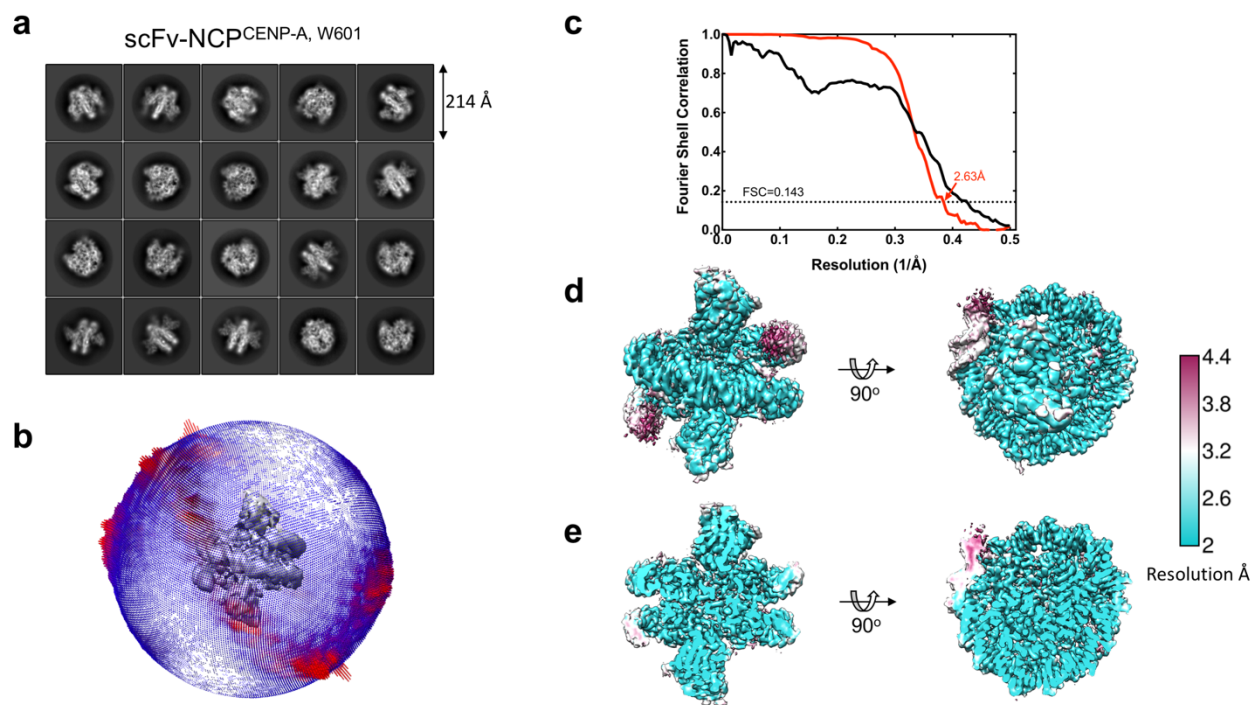 a
scFv-NCP^CENP-A, W601
214 Å
b
c
Fourier Shell Correlation
1.0
0.8
0.6
0.4
0.2
0.0
FSC=0.143
2.63Å
0.0 0.1 0.2 0.3 0.4 0.5
Resolution (1/Å)
d
90°
e
90°
4.4
3.8
3.2
2.6
2
Resolution Å